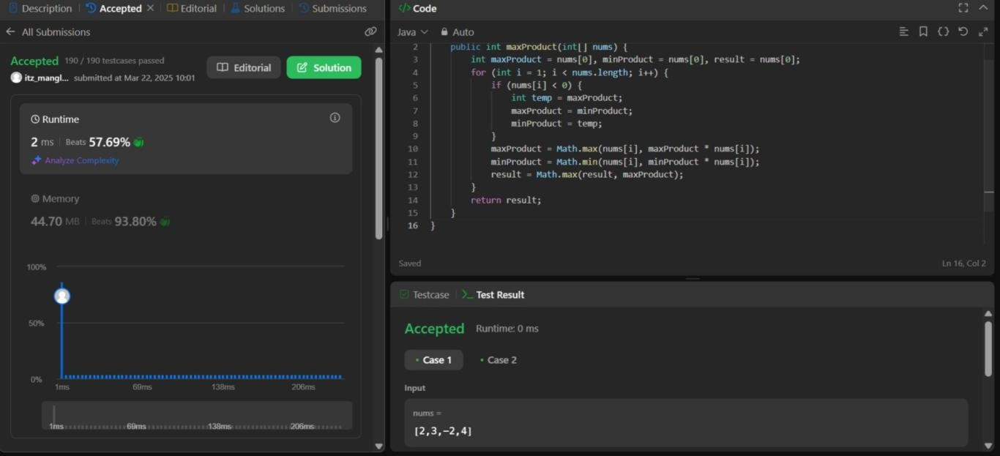 Description Accepted Editorial Solutions Submissions
All Submissions
Accepted 190 / 190 testcases passed
itz_mangl... submitted at Mar 22, 2025 10:01
Editorial Solution
Runtime
2 ms Beats 57.69%
Analyze Complexity
Memory
44.70 MB Beats 93.80%
100%
50%
0%
1ms 69ms 138ms 206ms
1ms 69ms 138ms 206ms
</> Code
Java Auto
2 public int maxProduct(int[] nums) {
3 int maxProduct = nums[0], minProduct = nums[0], result = nums[0];
4 for (int i = 1; i < nums.length; i++) {
5 if (nums[i] < 0) {
6 int temp = maxProduct;
7 maxProduct = minProduct;
8 minProduct = temp;
9 }
10 maxProduct = Math.max(nums[i], maxProduct * nums[i]);
11 minProduct = Math.min(nums[i], minProduct * nums[i]);
12 result = Math.max(result, maxProduct);
13 }
14 return result;
15 }
16 }
Saved Ln 16, Col 2
Testcase >_ Test Result
Accepted Runtime: 0 ms
• Case 1 • Case 2
Input
nums =
[2,3,-2,4]